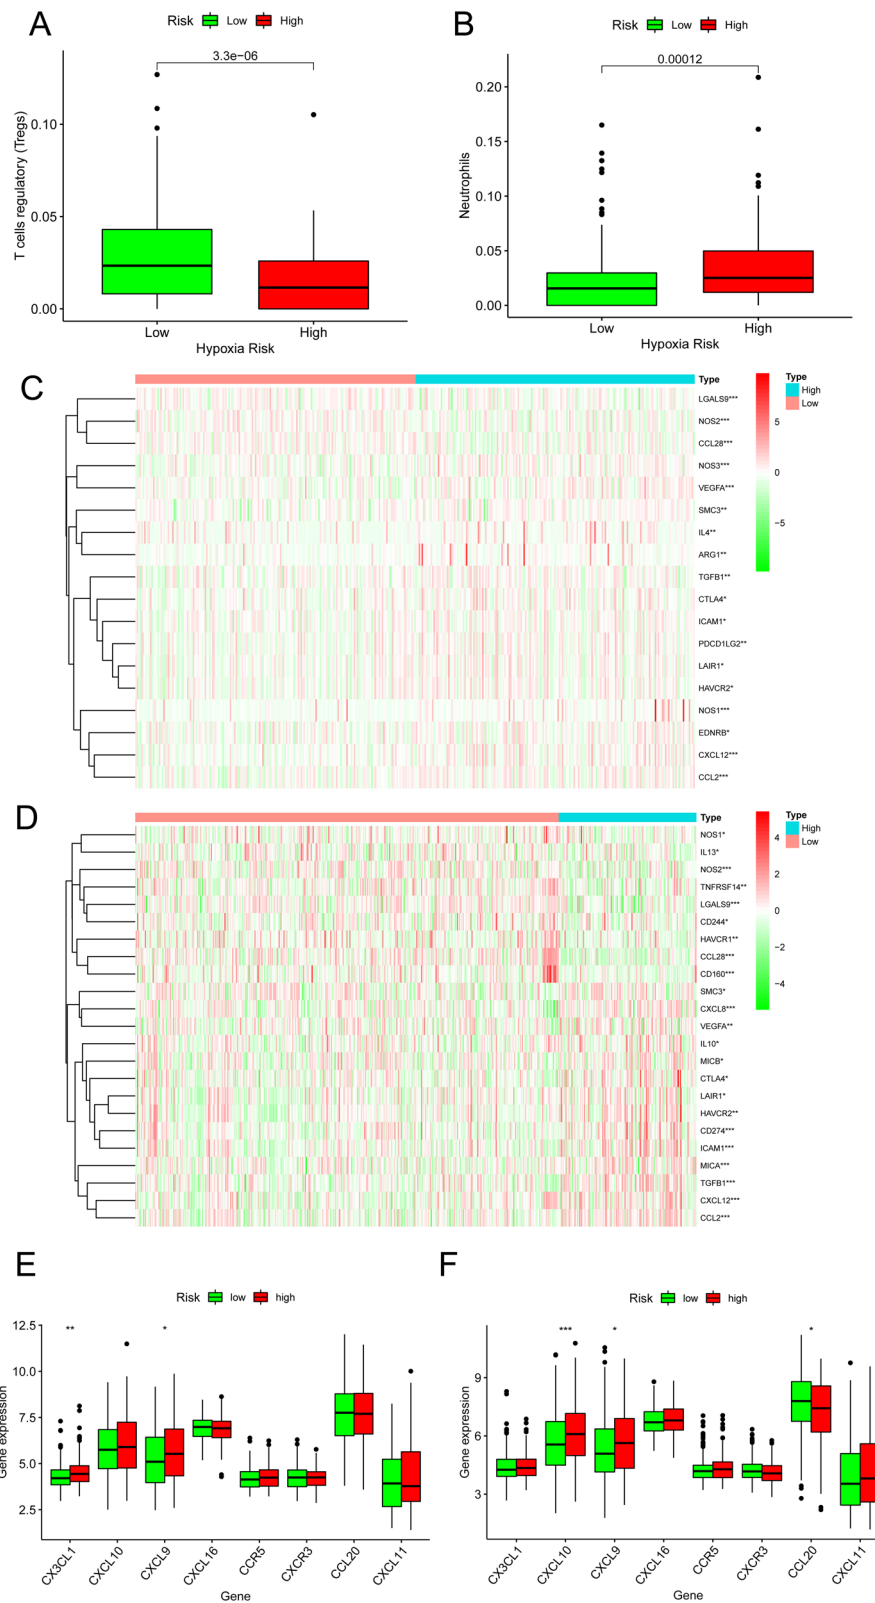 A
Risk Low High
3.3e−06
T cells regulatory (Tregs)
0.10
0.05
0.00
Low High
Hypoxia Risk
B
Risk Low High
0.00012
Neutrophils
0.20
0.15
0.10
0.05
0.00
Low High
Hypoxia Risk
C
Type
LGALS9***
NOS2***
CCL28***
NOS3***
VEGFA***
SMC3**
IL4**
ARG1**
TGFB1**
CTLA4*
ICAM1*
PDCD1LG2**
LAIR1*
HAVCR2*
NOS1***
EDNRB*
CXCL12***
CCL2***
5
0
−5
Type
High
Low
D
Type
NOS1*
IL13*
NOS2***
TNFRSF14**
LGALS9***
CD244*
HAVCR1**
CCL28***
CD160***
SMC3*
CXCL8***
VEGFA**
IL10*
MICB*
CTLA4*
LAIR1*
HAVCR2**
CD274***
ICAM1***
MICA***
TGFB1***
CXCL12***
CCL2***
4
2
0
−2
−4
Type
High
Low
E
Risk low high
Gene expression
12.5
10.0
7.5
5.0
2.5
** *
CX3CL1 CXCL10 CXCL9 CXCL16 CCR5 CXCR3 CCL20 CXCL11
Gene
F
Risk low high
Gene expression
9
6
3
*** * *
CX3CL1 CXCL10 CXCL9 CXCL16 CCR5 CXCR3 CCL20 CXCL11
Gene